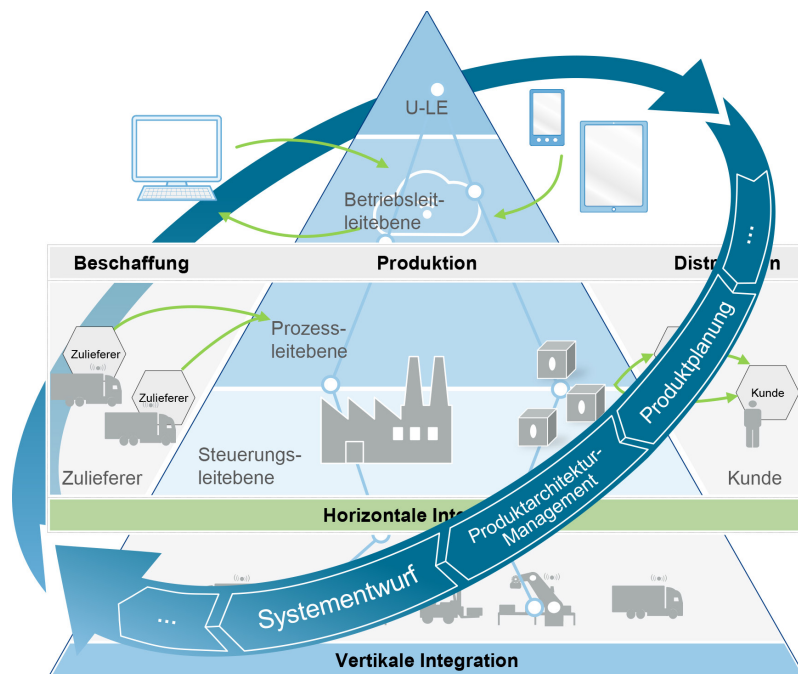 U-LE
Betriebsleit-
leitebene
Beschaffung
Produktion
...
Prozess-
leitebene
Zulieferer
Zulieferer
Produktplanung
Kunde
Steuerungs-
leitebene
Zulieferer
Kunde
Produktarchitektur-
Management
Horizontale
Systementwurf
...
Vertikale Integration